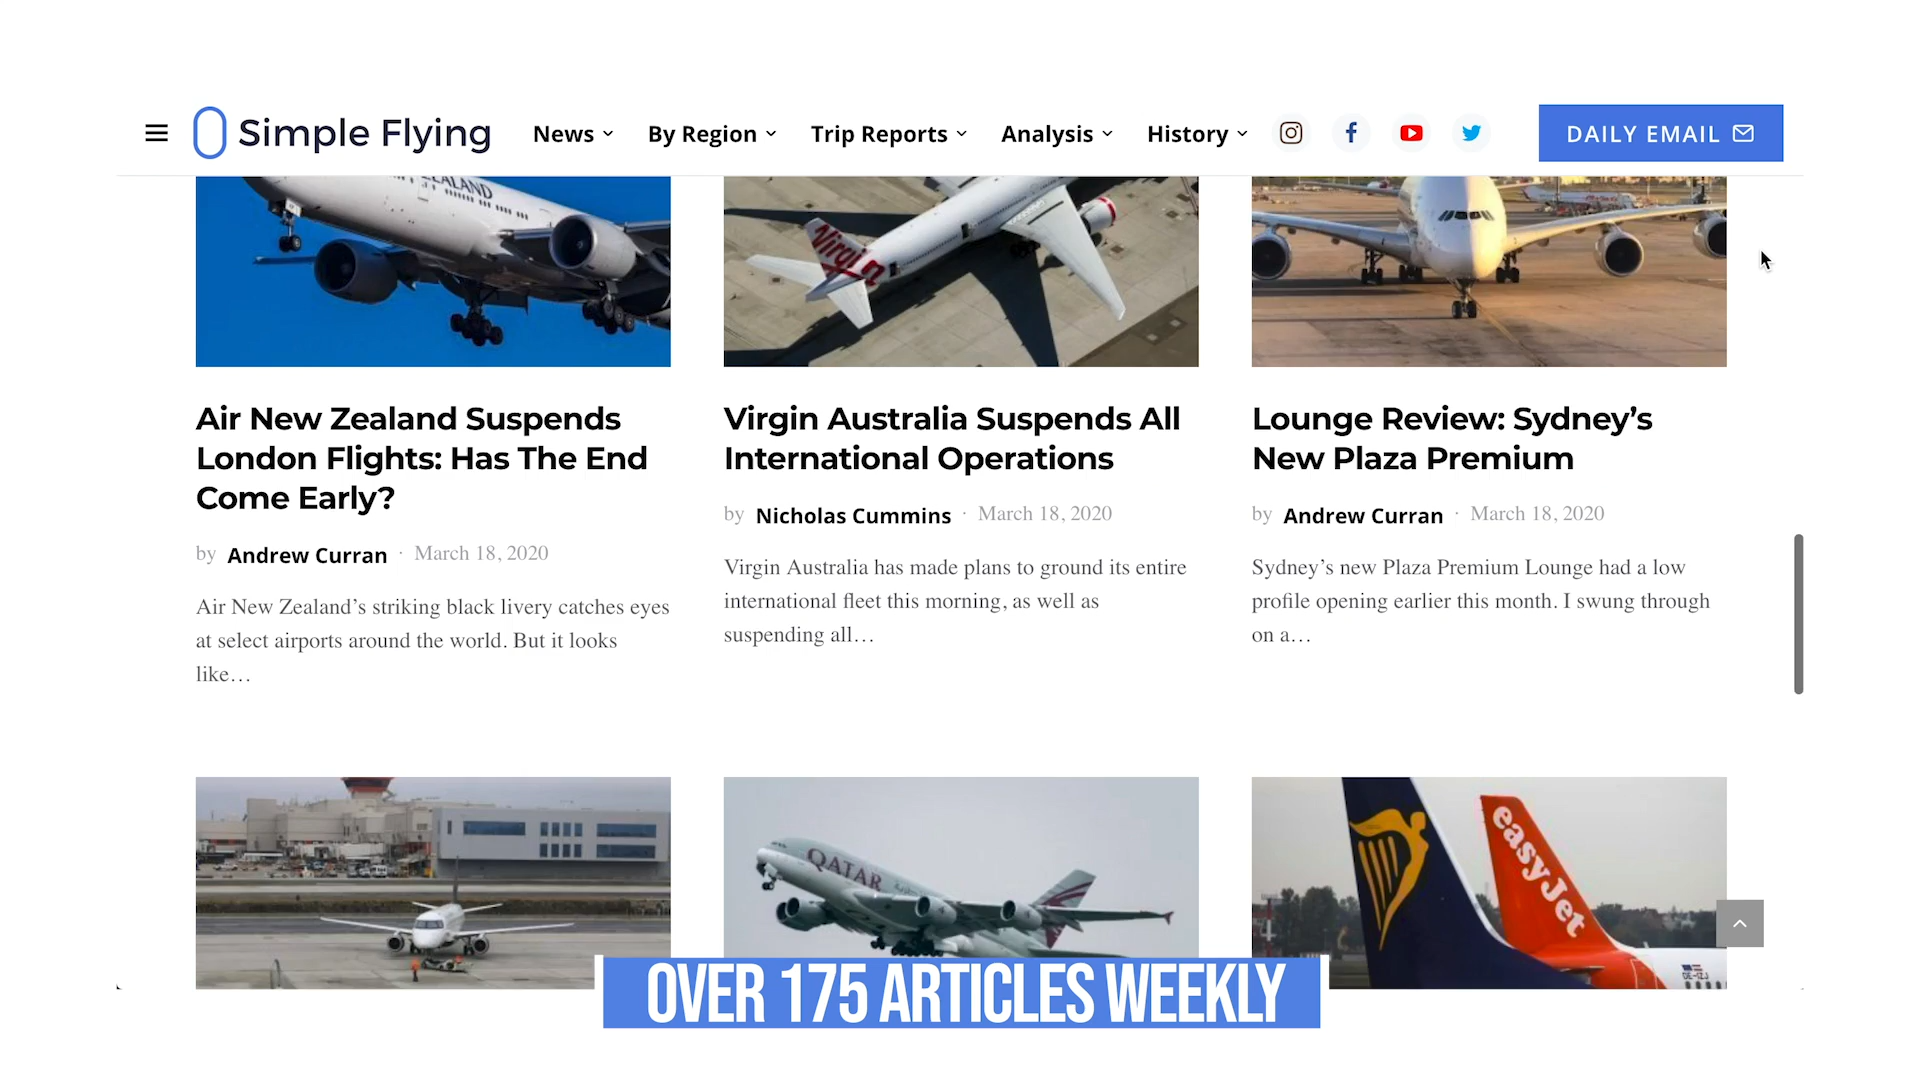 Simple Flying
News
By Region
Trip Reports
Analysis
History
DAILY EMAIL
EALAND
Virgin
Air New Zealand Suspends
London Flights: Has The End
Come Early?
by Andrew Curran · March 18, 2020
Air New Zealand’s striking black livery catches eyes
at select airports around the world. But it looks
like…
Virgin Australia Suspends All
International Operations
by Nicholas Cummins · March 18, 2020
Virgin Australia has made plans to ground its entire
international fleet this morning, as well as
suspending all…
Lounge Review: Sydney’s
New Plaza Premium
by Andrew Curran · March 18, 2020
Sydney’s new Plaza Premium Lounge had a low
profile opening earlier this month. I swung through
on a…
QATAR
easyJet
OVER 175 ARTICLES WEEKLY